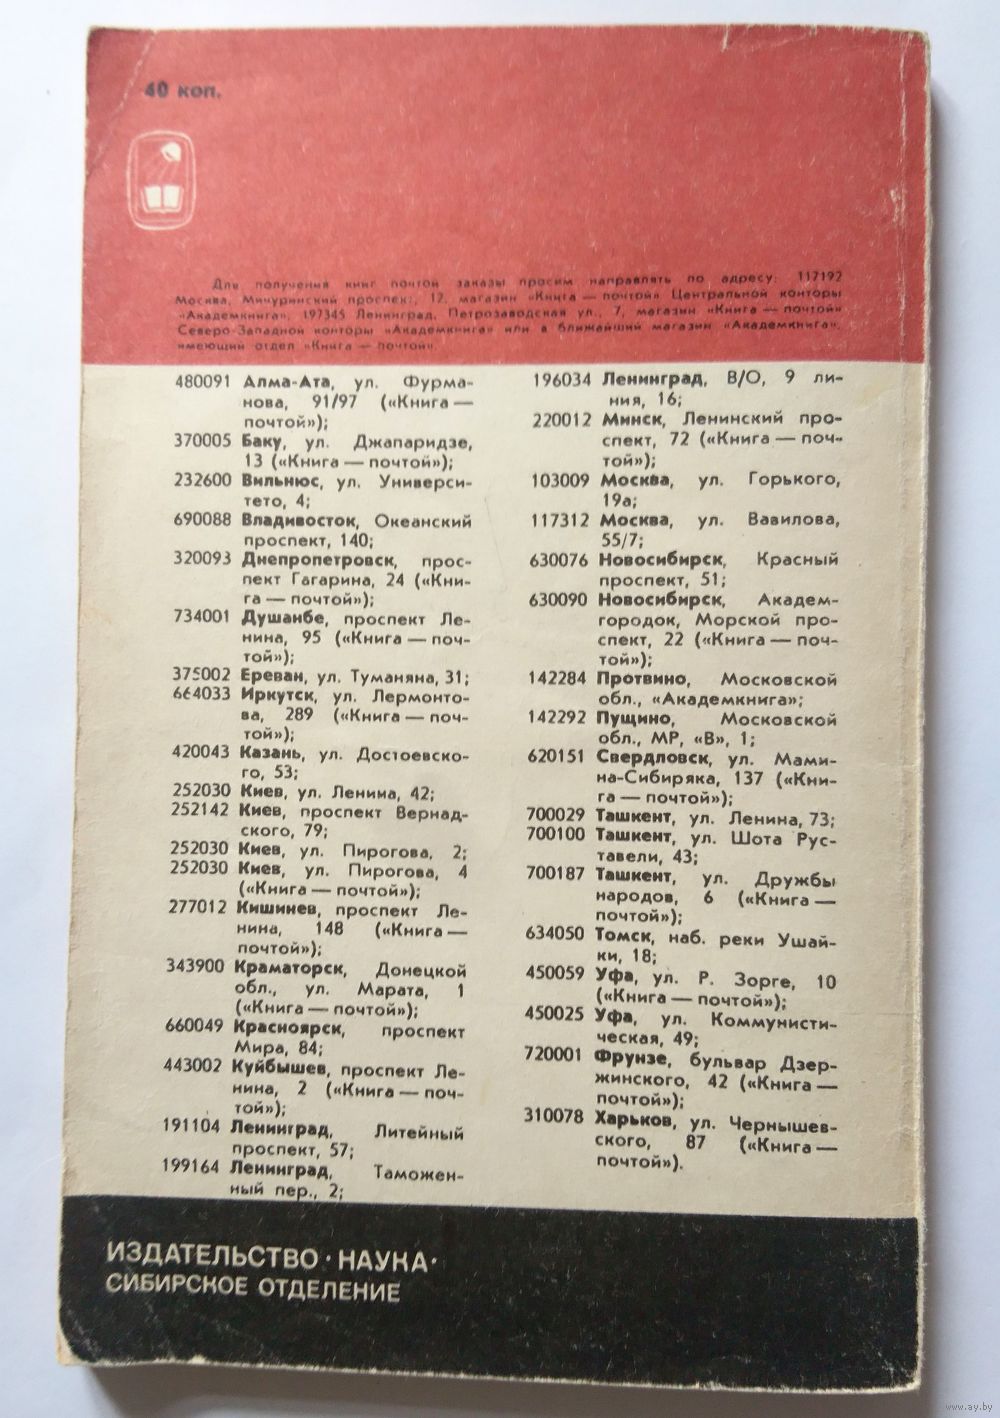 40 коп.
Для получения книг почтой заказы просим направлять по адресу: 117192
Москва, Мичуринский проспект, 12, магазин «Книга — почтой» Центральной конторы
«Академкнига», 197345 Ленинград, Петрозаводская ул., 7, магазин «Книга — почтой»
Северо-Западной конторы «Академкнига» или в ближайший магазин «Академкнига»,
имеющий отдел «Книга — почтой».
480091 Алма-Ата, ул. Фурма-
нова, 91/97 («Книга —
почтой»);
370005 Баку, ул. Джапаридзе,
13 («Книга — почтой»);
232600 Вильнюс, ул. Универси-
тето, 4;
690088 Владивосток, Океанский
проспект, 140;
320093 Днепропетровск, прос-
пект Гагарина, 24 («Кни-
га — почтой»);
734001 Душанбе, проспект Ле-
нина, 95 («Книга — поч-
той»);
375002 Ереван, ул. Туманяна, 31;
664033 Иркутск, ул. Лермонто-
ва, 289 («Книга — поч-
той»);
420043 Казань, ул. Достоевско-
го, 53;
252030 Киев, ул. Ленина, 42;
252142 Киев, проспект Вернад-
ского, 79;
252030 Киев, ул. Пирогова, 2;
252030 Киев, ул. Пирогова, 4
(«Книга — почтой»);
277012 Кишинев, проспект Ле-
нина, 148 («Книга —
почтой»);
343900 Краматорск, Донецкой
обл., ул. Марата, 1
(«Книга — почтой»);
660049 Красноярск, проспект
Мира, 84;
443002 Куйбышев, проспект Ле-
нина, 2 («Книга — поч-
той»);
191104 Ленинград, Литейный
проспект, 57;
199164 Ленинград, Таможен-
ный пер., 2;
196034 Ленинград, В/О, 9 ли-
ния, 16;
220012 Минск, Ленинский про-
спект, 72 («Книга — поч-
той»);
103009 Москва, ул. Горького,
19а;
117312 Москва, ул. Вавилова,
55/7;
630076 Новосибирск, Красный
проспект, 51;
630090 Новосибирск, Академ-
городок, Морской про-
спект, 22 («Книга — поч-
той»);
142284 Протвино, Московской
обл., «Академкнига»;
142292 Пущино, Московской
обл., МР, «В», 1;
620151 Свердловск, ул. Мами-
на-Сибиряка, 137 («Кни-
га — почтой»);
700029 Ташкент, ул. Ленина, 73;
700100 Ташкент, ул. Шота Рус-
тавели, 43;
700187 Ташкент, ул. Дружбы
народов, 6 («Книга —
почтой»);
634050 Томск, наб. реки Ушай-
ки, 18;
450059 Уфа, ул. Р. Зорге, 10
(«Книга — почтой»);
450025 Уфа, ул. Коммунисти-
ческая, 49;
720001 Фрунзе, бульвар Дзер-
жинского, 42 («Книга —
почтой»);
310078 Харьков, ул. Чернышев-
ского, 87 («Книга —
почтой»).
ИЗДАТЕЛЬСТВО · НАУКА ·
СИБИРСКОЕ ОТДЕЛЕНИЕ
www.ay.by